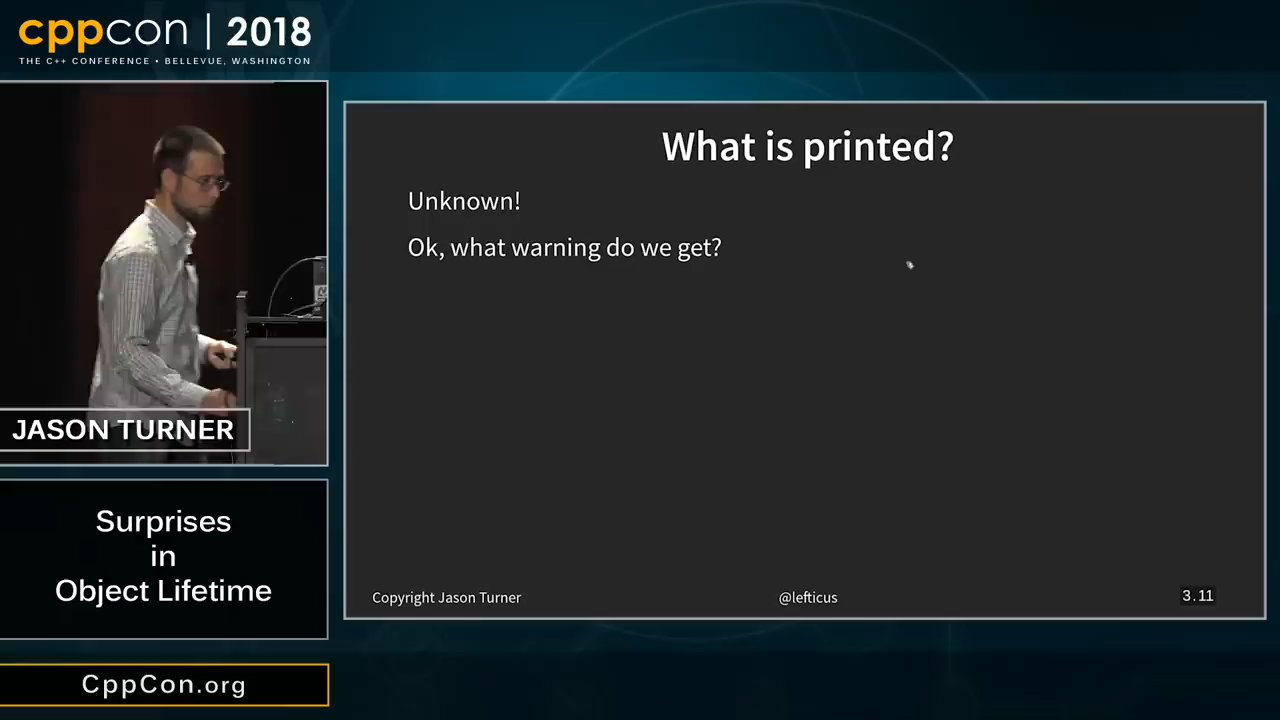 cppcon | 2018
THE C++ CONFERENCE • BELLEVUE, WASHINGTON
What is printed?
Unknown!
Ok, what warning do we get?
JASON TURNER
Surprises
in
Object Lifetime
Copyright Jason Turner
@lefticus
3.11
CppCon.org